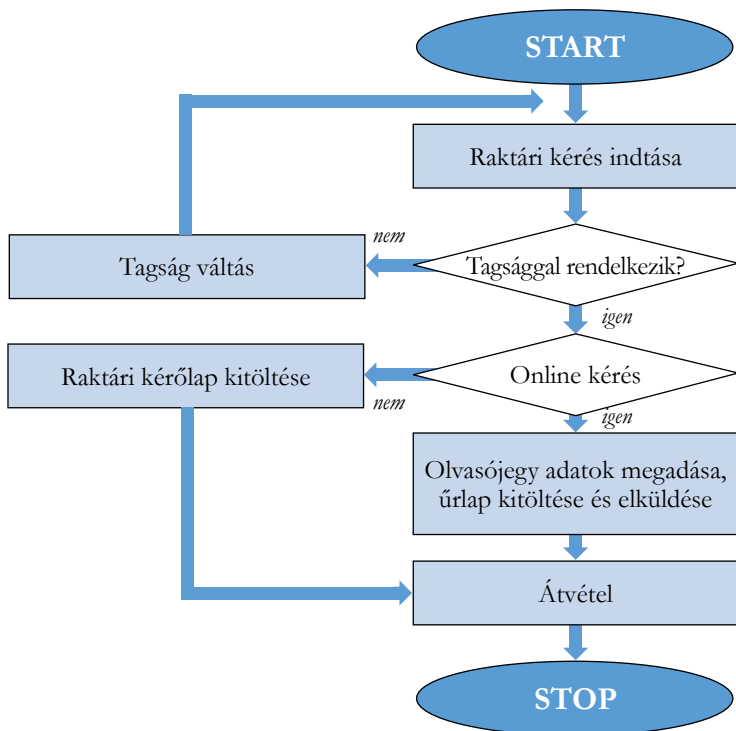 START
Raktári kérés indtása
nem
Tagság váltás
Tagsággal rendelkezik?
igen
Raktári kérőlap kitöltése
Online kérés
nem
igen
Olvasójegy adatok megadása,
űrlap kitöltése és elküldése
Átvétel
STOP